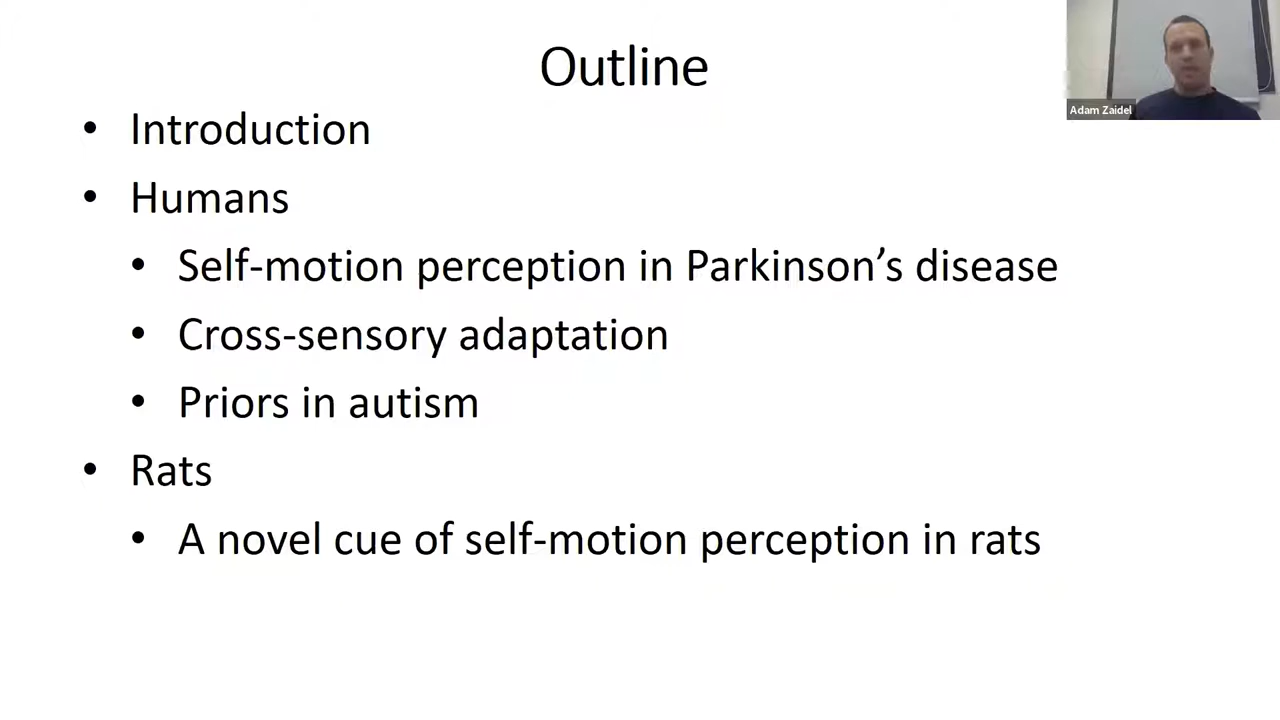 Outline
Adam Zaidel
• Introduction
• Humans
• Self-motion perception in Parkinson’s disease
• Cross-sensory adaptation
• Priors in autism
• Rats
• A novel cue of self-motion perception in rats